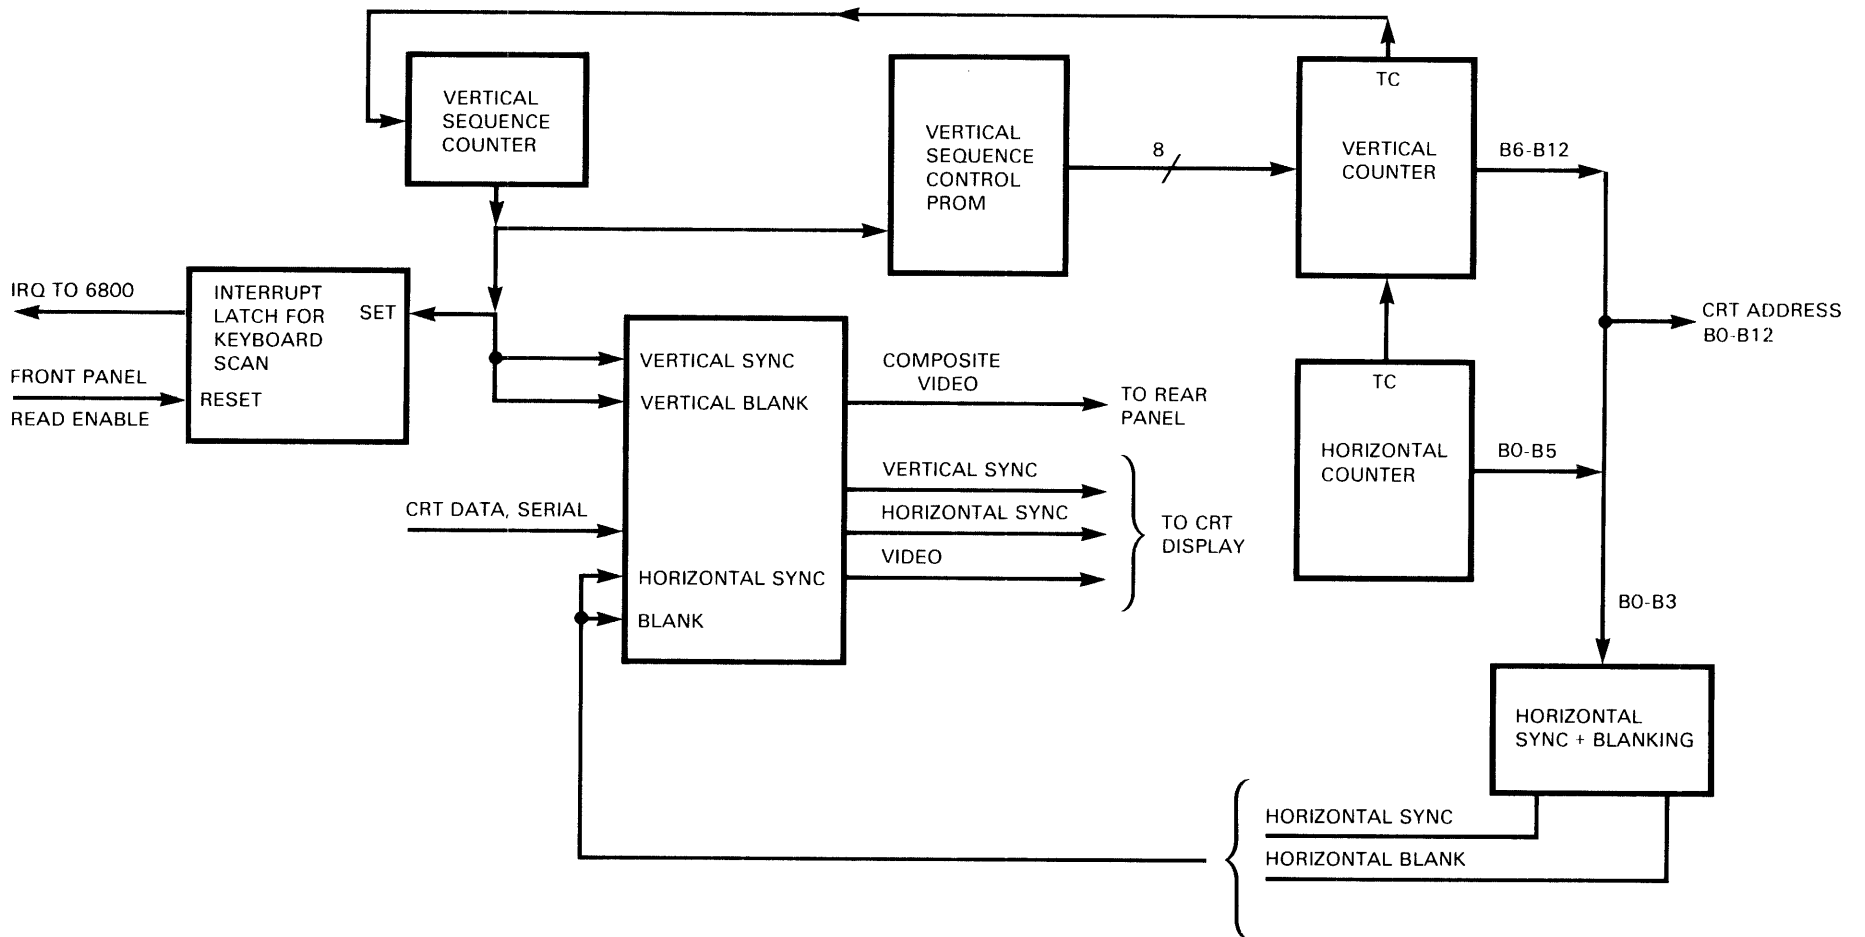 TC
VERTICAL
SEQUENCE
COUNTER
VERTICAL
SEQUENCE
CONTROL
PROM
8
VERTICAL
COUNTER
B6-B12
IRQ TO 6800
INTERRUPT
LATCH FOR
KEYBOARD
SCAN
SET
RESET
FRONT PANEL
READ ENABLE
VERTICAL SYNC
VERTICAL BLANK
COMPOSITE
VIDEO
TO REAR
PANEL
CRT ADDRESS
B0-B12
TC
HORIZONTAL
COUNTER
B0-B5
VERTICAL SYNC
HORIZONTAL SYNC
VIDEO
TO CRT
DISPLAY
CRT DATA, SERIAL
HORIZONTAL SYNC
BLANK
B0-B3
HORIZONTAL
SYNC + BLANKING
HORIZONTAL SYNC
HORIZONTAL BLANK